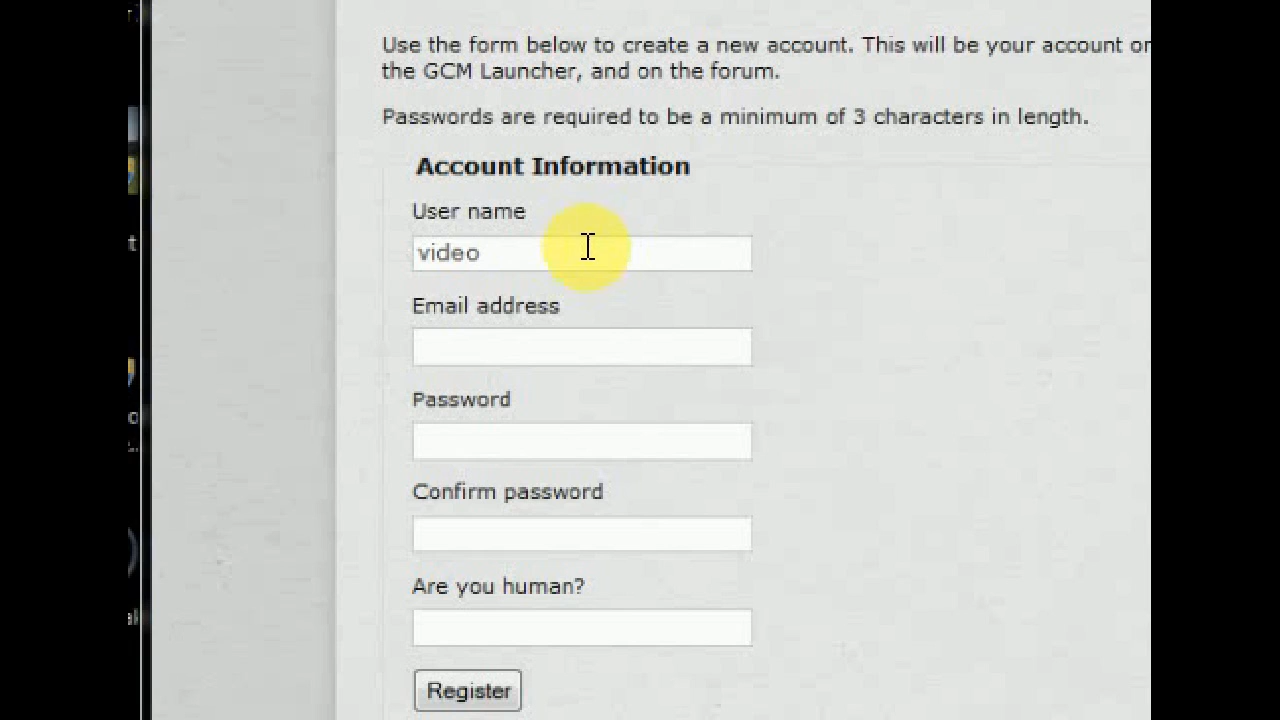 Use the form below to create a new account. This will be your account
the GCM Launcher, and on the forum.
Passwords are required to be a minimum of 3 characters in length.
Account Information
User name
video
Email address
Password
Confirm password
Are you human?
Register